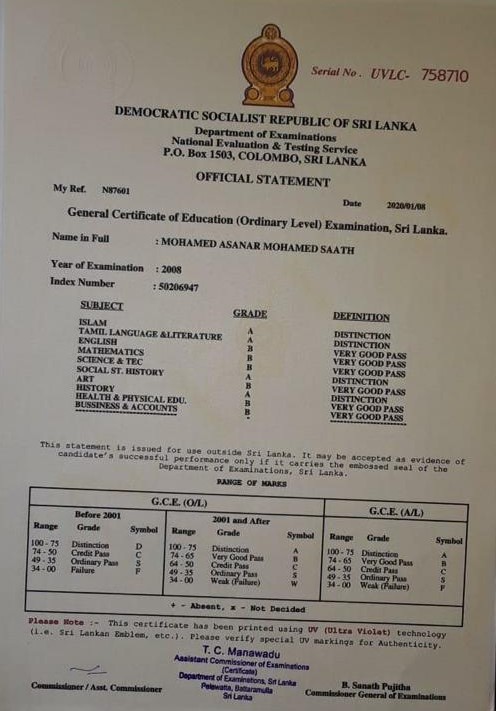 Serial No. UVLC- 758710
DEMOCRATIC SOCIALIST REPUBLIC OF SRI LANKA
Department of Examinations
National Evaluation & Testing Service
P.O. Box 1503, COLOMBO, SRI LANKA
OFFICIAL STATEMENT
My Ref. N87601
Date 2020/01/08
General Certificate of Education (Ordinary Level) Examination, Sri Lanka.
Name in Full : MOHAMED ASANAR MOHAMED SAATH
Year of Examination : 2008
Index Number : 50206947
SUBJECT GRADE DEFINITION
ISLAM A DISTINCTION
TAMIL LANGUAGE &LITERATURE A DISTINCTION
ENGLISH B VERY GOOD PASS
MATHEMATICS B VERY GOOD PASS
SCIENCE & TEC B VERY GOOD PASS
SOCIAL ST. HISTORY A DISTINCTION
ART B VERY GOOD PASS
HISTORY A DISTINCTION
HEALTH & PHYSICAL EDU. B VERY GOOD PASS
BUSSINESS & ACCOUNTS B VERY GOOD PASS
This statement is issued for use outside Sri Lanka. It may be accepted as evidence of
candidate's successful performance only if it carries the embossed seal of the
Department of Examinations, Sri Lanka.
RANGE OF MARKS
G.C.E. (O/L) G.C.E. (A/L)
Before 2001 2001 and After
Range Grade Symbol Range Grade Symbol Range Grade Symbol
100 - 75 Distinction D 100 - 75 Distinction A 100 - 75 Distinction A
74 - 50 Credit Pass C 74 - 65 Very Good Pass B 74 - 65 Very Good Pass B
49 - 35 Ordinary Pass S 64 - 50 Credit Pass C 64 - 50 Credit Pass C
34 - 00 Failure F 49 - 35 Ordinary Pass S 49 - 35 Ordinary Pass S
34 - 00 Weak (Failure) W 34 - 00 Weak (Failure) F
+ - Absent, x - Not Decided
Please Note :- This certificate has been printed using UV (Ultra Violet) technology
(i.e. Sri Lankan Emblem, etc.). Please verify special UV markings for Authenticity.
T. C. Manawadu
Assistant Commissioner of Examinations
(Certificate)
Department of Examinations, Sri Lanka
Pelawatta, Battaramulla
Sri Lanka
Commissioner / Asst. Commissioner
B. Sanath Pujitha
Commissioner General of Examinations